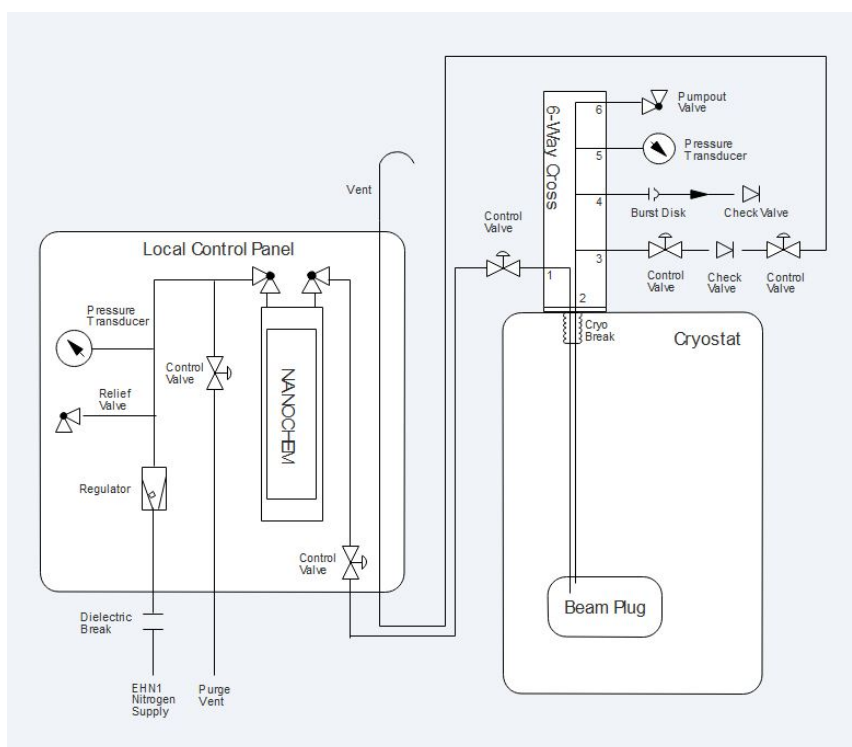 6-Way Cross
6
Pumpout
Valve
5
Pressure
Transducer
4
Burst Disk
Check Valve
3
Control
Valve
Check
Valve
Control
Valve
Control
Valve
1
2
Cryo
Break
Cryostat
Beam Plug
Vent
Local Control Panel
Pressure
Transducer
Control
Valve
Relief
Valve
NANOCHEM
Regulator
Control
Valve
Dielectric
Break
EHN1
Nitrogen
Supply
Purge
Vent